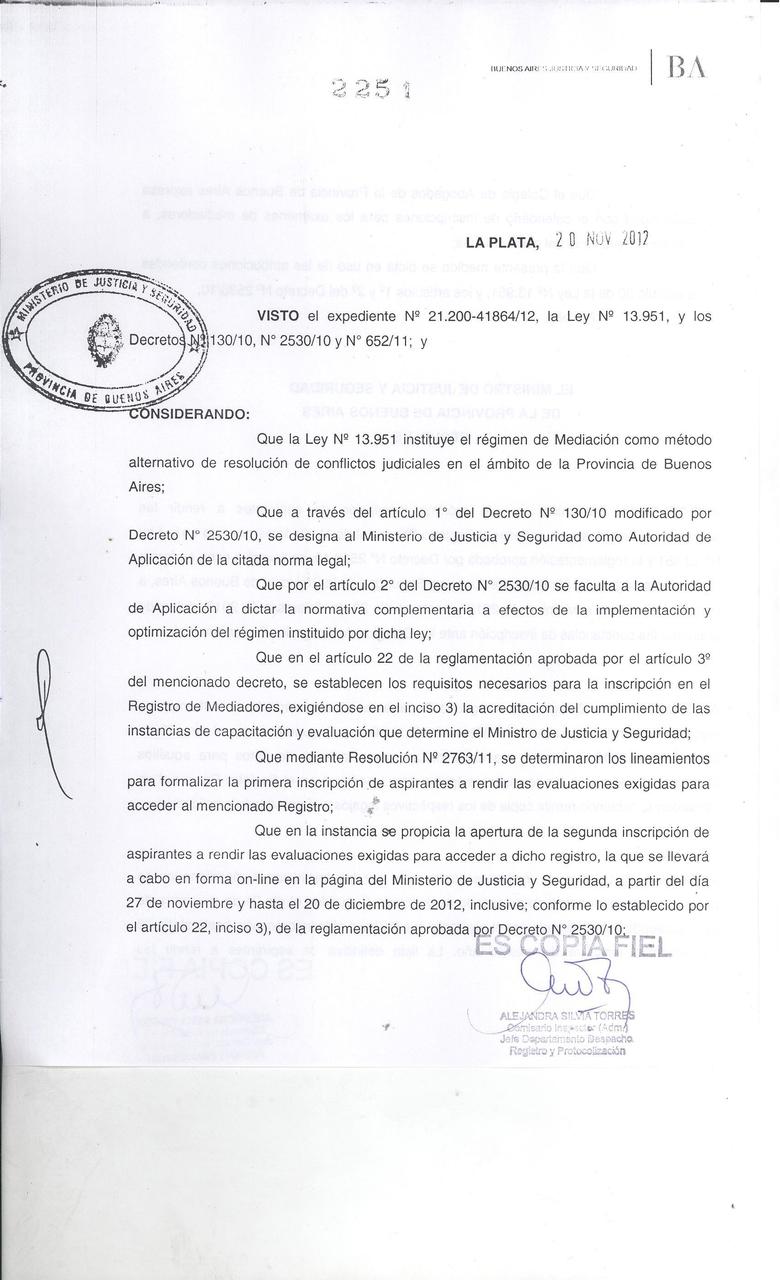 BUENOS AIRES JUSTICIA Y SEGURIDAD
BA
2251
LA PLATA, 20 NOV 2012
MINISTERIO DE JUSTICIA Y SEGURIDAD
PROVINCIA DE BUENOS AIRES
VISTO el expediente Nº 21.200-41864/12, la Ley Nº 13.951, y los
Decretos Nº 130/10, N° 2530/10 y N° 652/11; y
CONSIDERANDO:
Que la Ley Nº 13.951 instituye el régimen de Mediación como método
alternativo de resolución de conflictos judiciales en el ámbito de la Provincia de Buenos
Aires;
Que a través del artículo 1° del Decreto Nº 130/10 modificado por
Decreto N° 2530/10, se designa al Ministerio de Justicia y Seguridad como Autoridad de
Aplicación de la citada norma legal;
Que por el artículo 2° del Decreto N° 2530/10 se faculta a la Autoridad
de Aplicación a dictar la normativa complementaria a efectos de la implementación y
optimización del régimen instituido por dicha ley;
Que en el artículo 22 de la reglamentación aprobada por el artículo 3º
del mencionado decreto, se establecen los requisitos necesarios para la inscripción en el
Registro de Mediadores, exigiéndose en el inciso 3) la acreditación del cumplimiento de las
instancias de capacitación y evaluación que determine el Ministro de Justicia y Seguridad;
Que mediante Resolución Nº 2763/11, se determinaron los lineamientos
para formalizar la primera inscripción de aspirantes a rendir las evaluaciones exigidas para
acceder al mencionado Registro;
Que en la instancia se propicia la apertura de la segunda inscripción de
aspirantes a rendir las evaluaciones exigidas para acceder a dicho registro, la que se llevará
a cabo en forma on-line en la página del Ministerio de Justicia y Seguridad, a partir del día
27 de noviembre y hasta el 20 de diciembre de 2012, inclusive; conforme lo establecido por
el artículo 22, inciso 3), de la reglamentación aprobada por Decreto N° 2530/10;
ES COPIA FIEL
ALEJANDRA SILVIA TORRES
Comisario Inspector (Adm)
Jefe Departamento Despacho
Registro y Protocolización